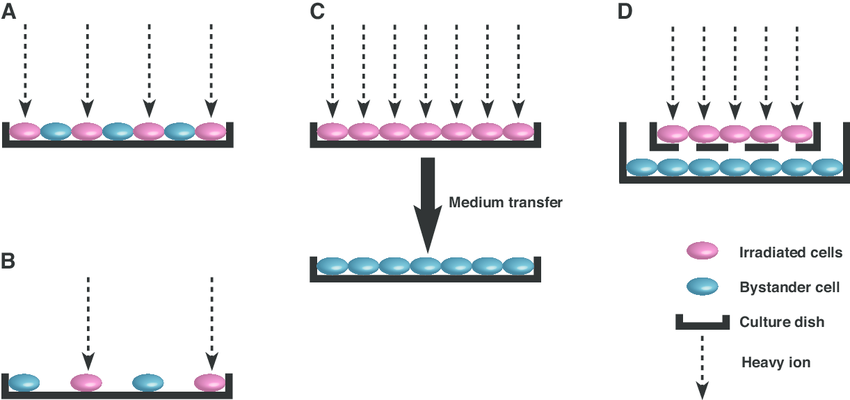 A
C
D
Medium transfer
B
Irradiated cells
Bystander cell
Culture dish
Heavy ion